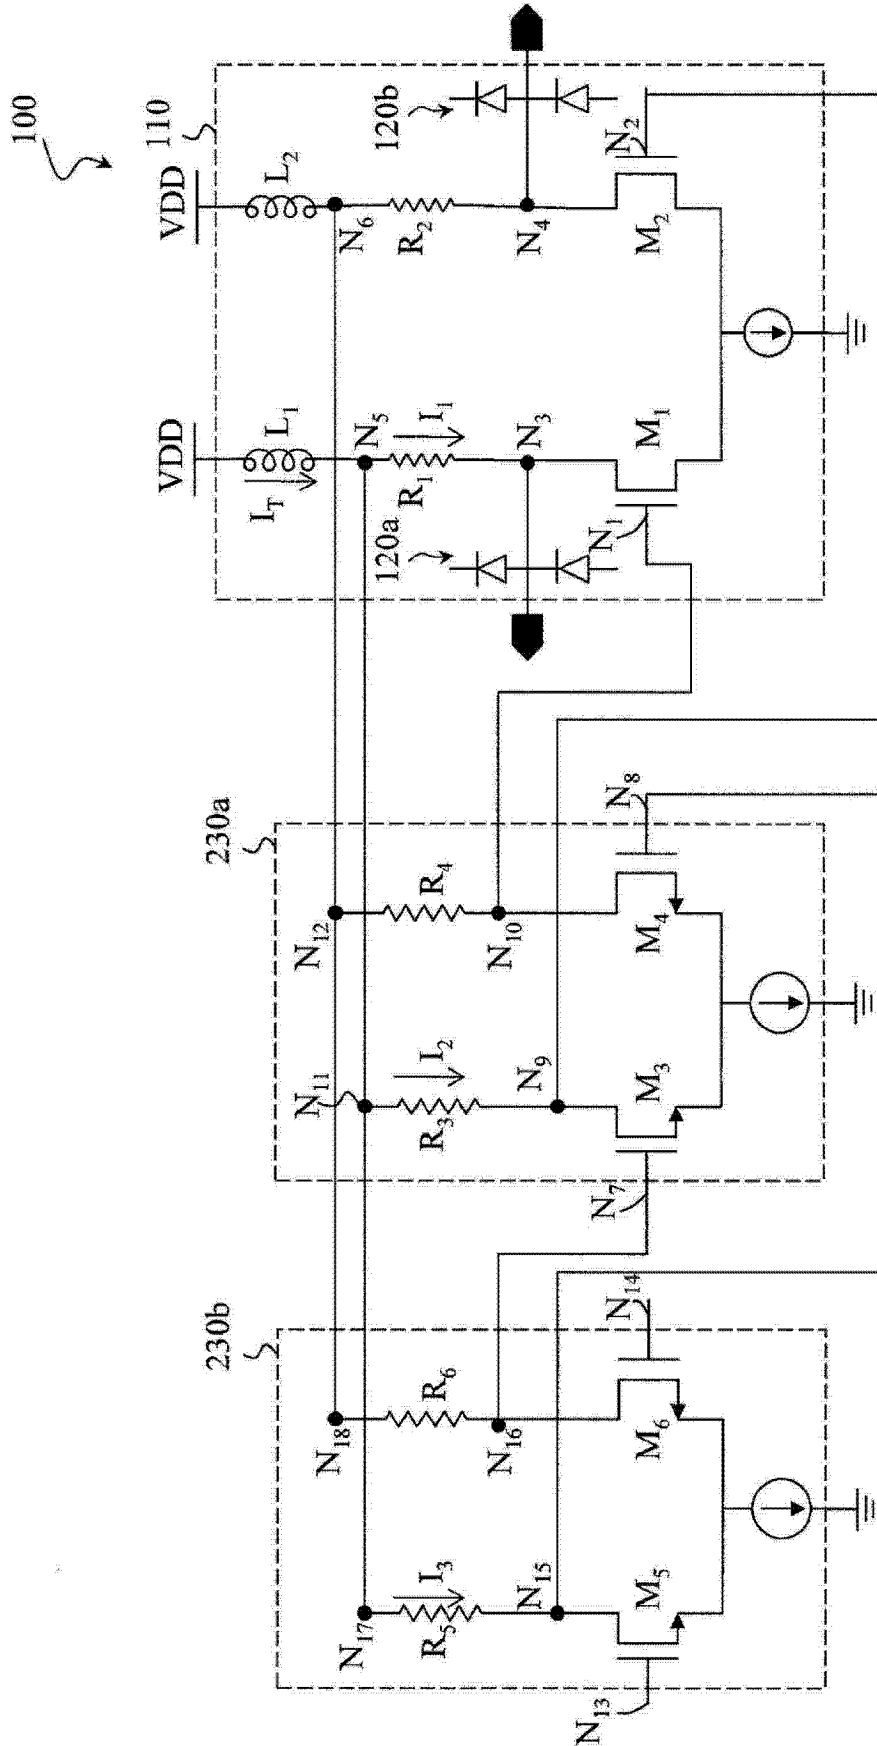 100
110
VDD
VDD
L₂
L₁
I_T
N₆
N₅
R₂
R₁
I₁
N₄
N₃
120b
120a
N₂
N₁
M₂
M₁
230a
N₁₂
N₁₁
R₄
R₃
I₂
N₁₀
N₉
N₈
N₇
M₄
M₃
230b
N₁₈
N₁₇
R₆
R₅
I₃
N₁₆
N₁₅
N₁₄
N₁₃
M₆
M₅